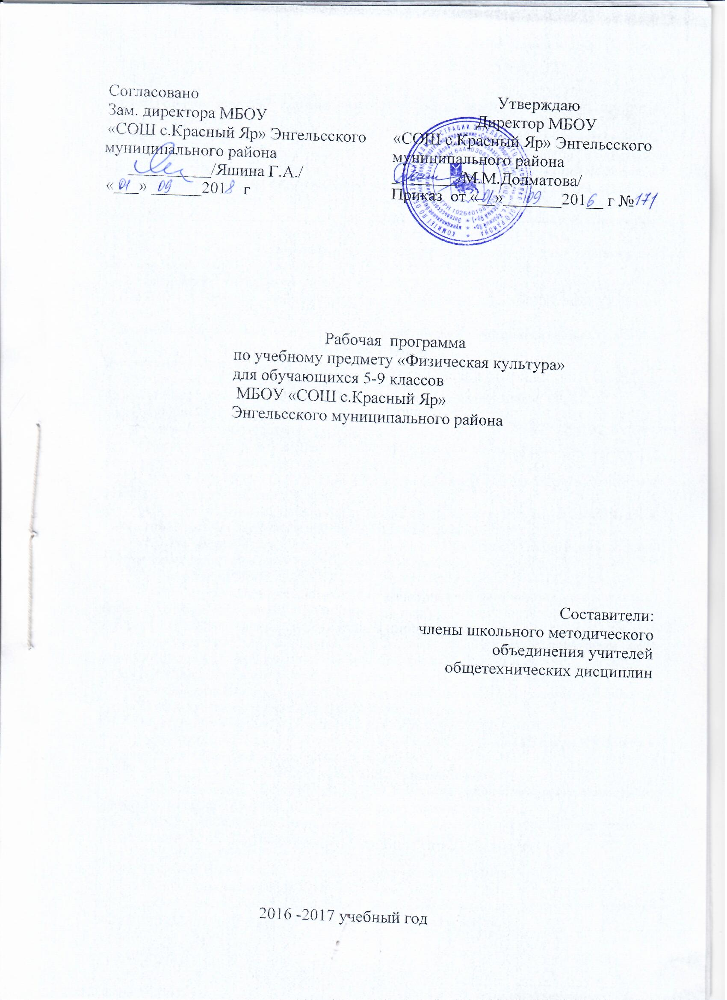 Согласовано
Зам. директора МБОУ
«СОШ с.Красный Яр» Энгельсского
муниципального района
__________/Яшина Г.А./
«01» 09 2018 г
Утверждаю
Директор МБОУ
«СОШ с.Красный Яр» Энгельсского
муниципального района
________/М.М.Долматова/
Приказ от «01» 09 2016 г №171
Рабочая программа
по учебному предмету «Физическая культура»
для обучающихся 5-9 классов
МБОУ «СОШ с.Красный Яр»
Энгельсского муниципального района
Составители:
члены школьного методического
объединения учителей
общетехнических дисциплин
2016 -2017 учебный год